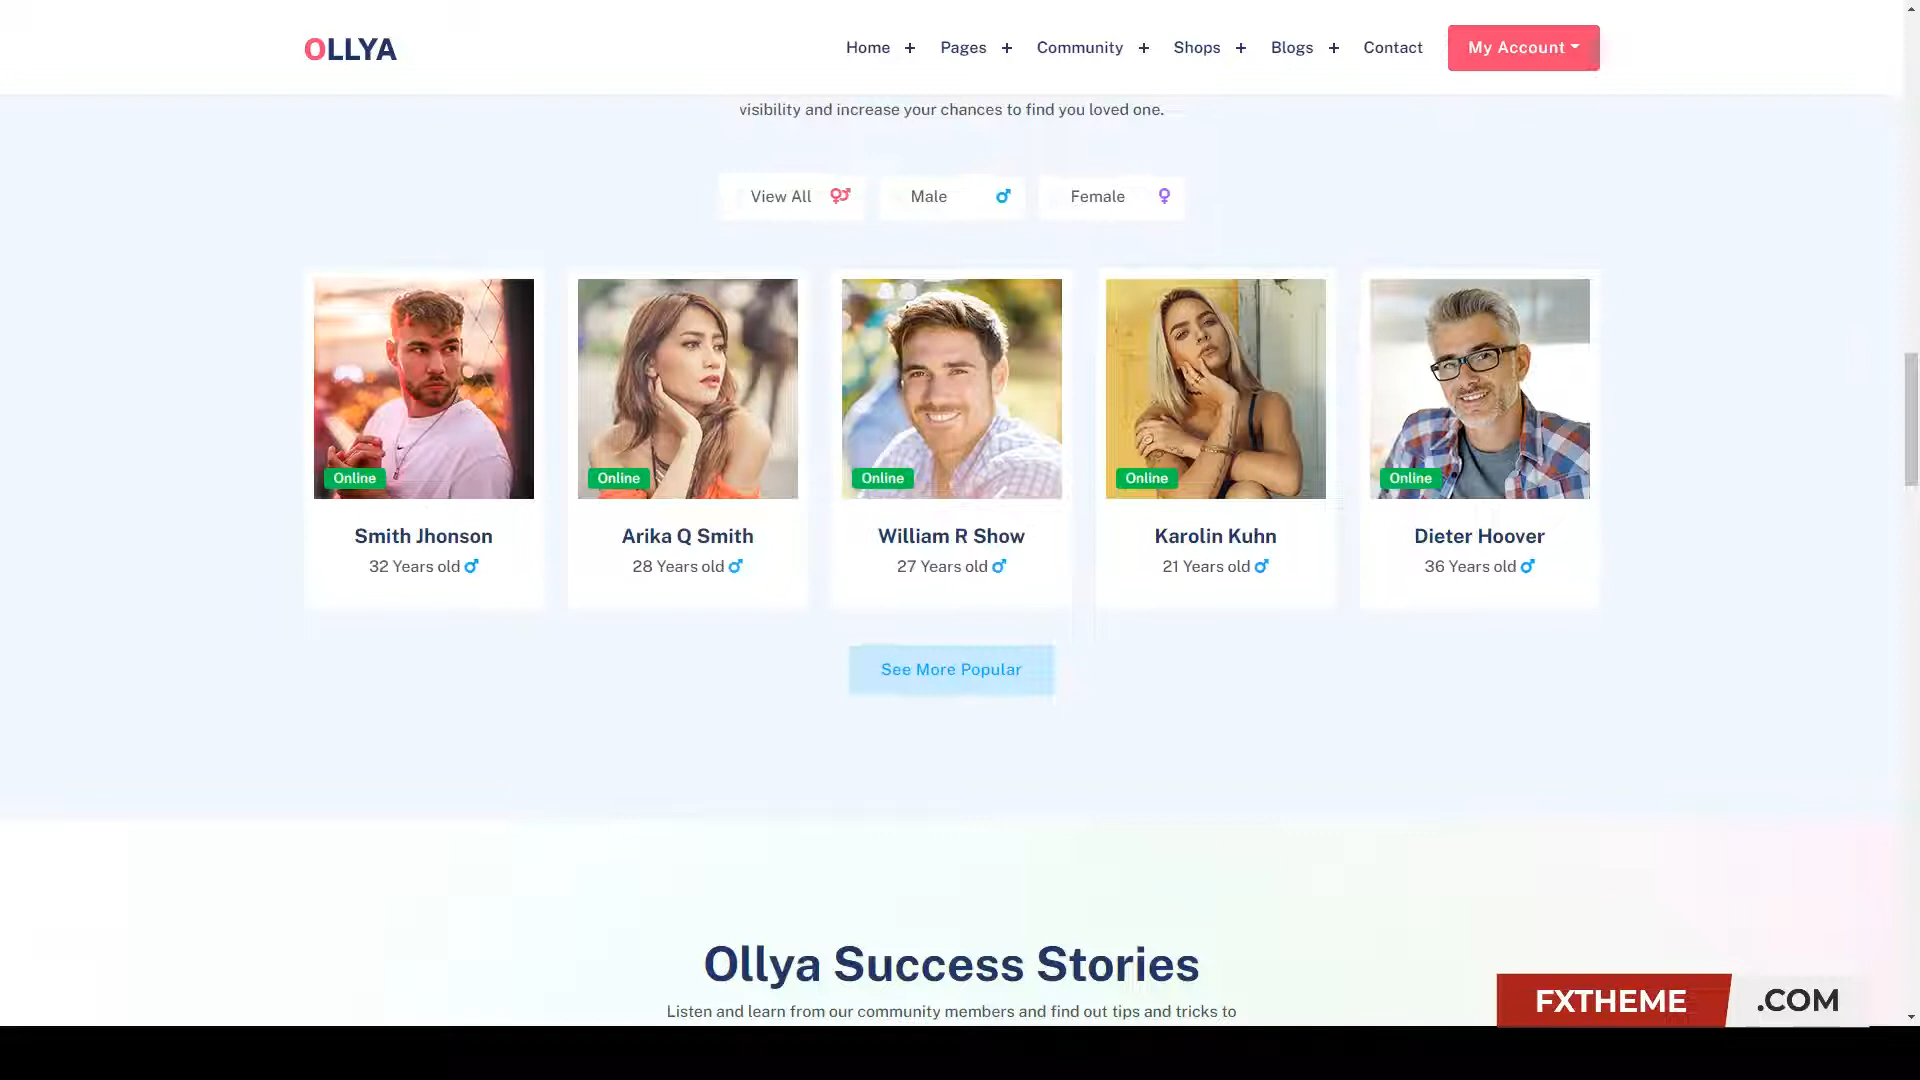 OLLYA
Home + Pages + Community + Shops + Blogs + Contact My Account
visibility and increase your chances to find you loved one.
View All Male Female
Online Online Online Online Online
Smith Jhonson Arika Q Smith William R Show Karolin Kuhn Dieter Hoover
32 Years old 28 Years old 27 Years old 21 Years old 36 Years old
See More Popular
Ollya Success Stories
Listen and learn from our community members and find out tips and tricks to
FXTHEME .COM